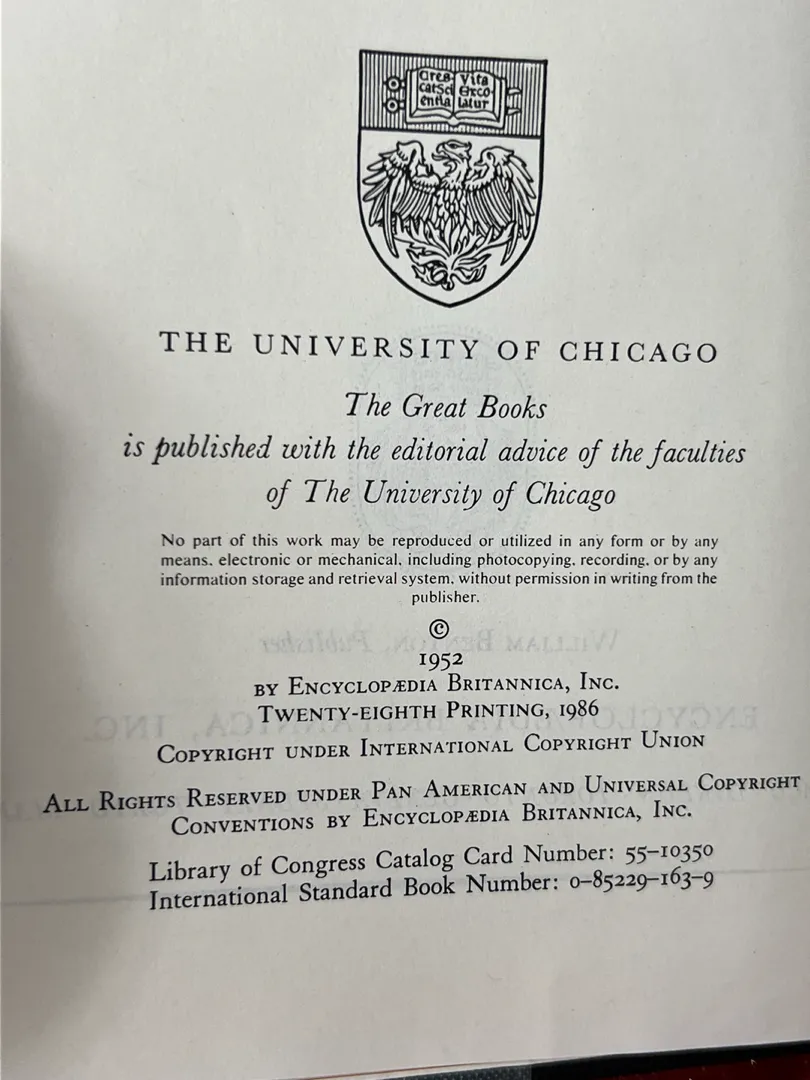 Cres Vita
cat Sci Exco
entia latur
THE UNIVERSITY OF CHICAGO
The Great Books
is published with the editorial advice of the faculties
of The University of Chicago
No part of this work may be reproduced or utilized in any form or by any
means, electronic or mechanical, including photocopying, recording, or by any
information storage and retrieval system, without permission in writing from the
publisher.
©
1952
BY ENCYCLOPÆDIA BRITANNICA, INC.
TWENTY-EIGHTH PRINTING, 1986
COPYRIGHT UNDER INTERNATIONAL COPYRIGHT UNION
ALL RIGHTS RESERVED UNDER PAN AMERICAN AND UNIVERSAL COPYRIGHT
CONVENTIONS BY ENCYCLOPÆDIA BRITANNICA, INC.
Library of Congress Catalog Card Number: 55-10350
International Standard Book Number: 0-85229-163-9